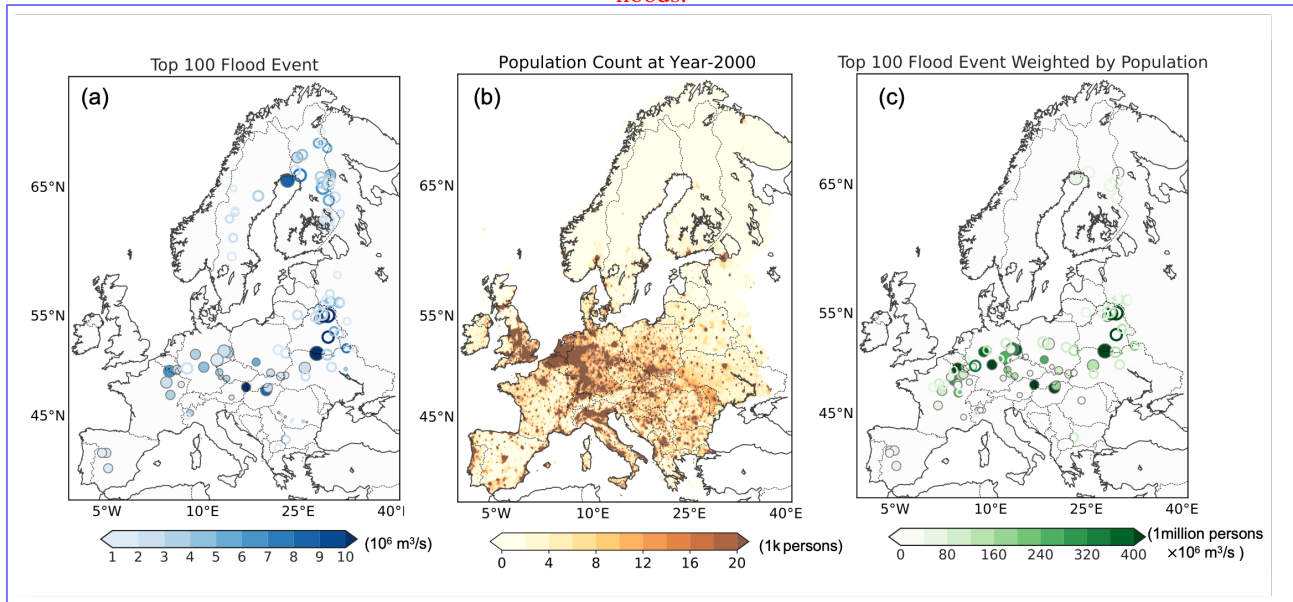 floods.
Top 100 Flood Event
Population Count at Year-2000
Top 100 Flood Event Weighted by Population
(a)
(b)
(c)
65°N
55°N
45°N
5°W 10°E 25°E 40°E
65°N
55°N
45°N
5°W 10°E 25°E 40°E
65°N
55°N
45°N
5°W 10°E 25°E 40°E
1 2 3 4 6 7 8 9 10
(10⁶ m³/s)
0 4 8 12 16 20
(1k persons)
0 80 160 240 320 400
(1million persons
×10⁶ m³/s )